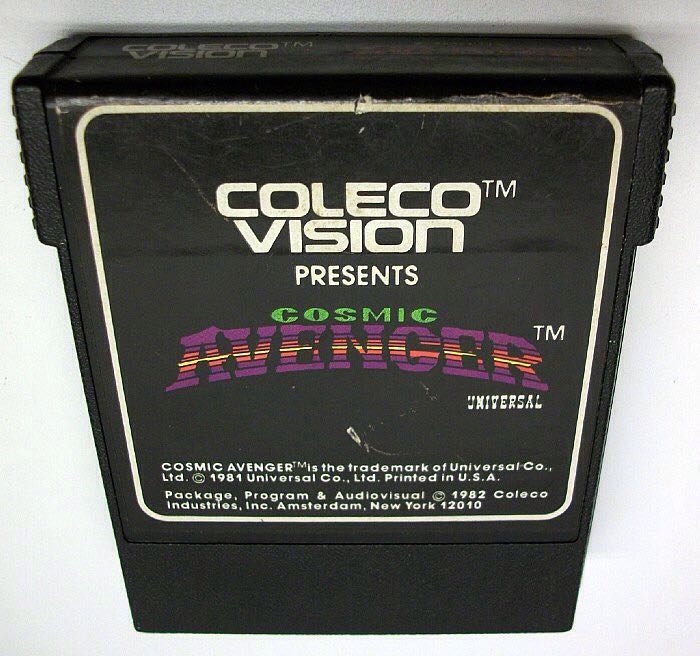 COLECO™
VISION
COLECO™
VISION
PRESENTS
COSMIC
AVENGER™
UNIVERSAL
COSMIC AVENGER™ is the trademark of Universal Co.,
Ltd. © 1981 Universal Co., Ltd. Printed in U.S.A.
Package, Program & Audiovisual © 1982 Coleco
Industries, Inc. Amsterdam, New York 12010